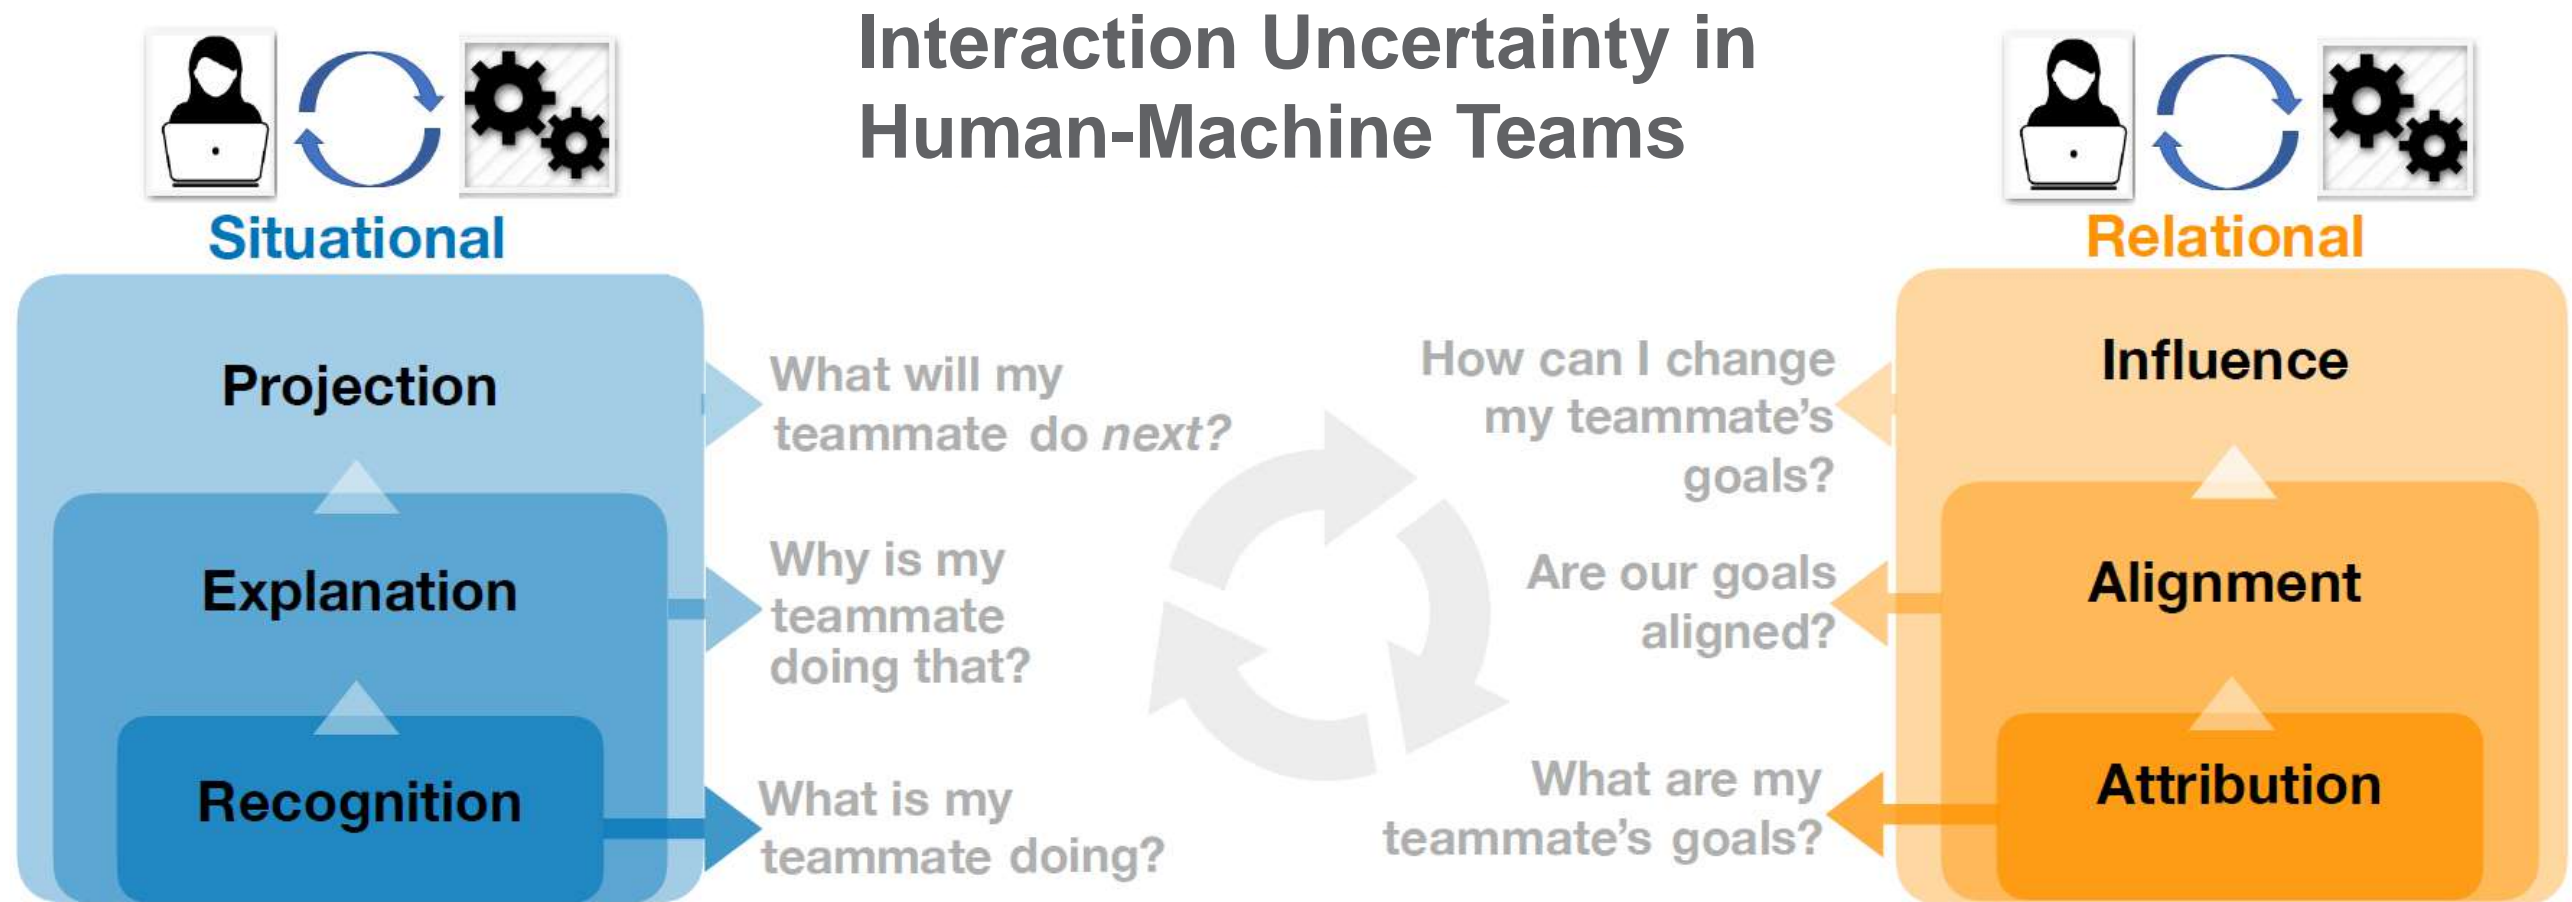 Interaction Uncertainty in
Human-Machine Teams
Situational
Projection
What will my
teammate do next?
Explanation
Why is my
teammate
doing that?
Recognition
What is my
teammate doing?
Relational
Influence
How can I change
my teammate's
goals?
Alignment
Are our goals
aligned?
Attribution
What are my
teammate's goals?